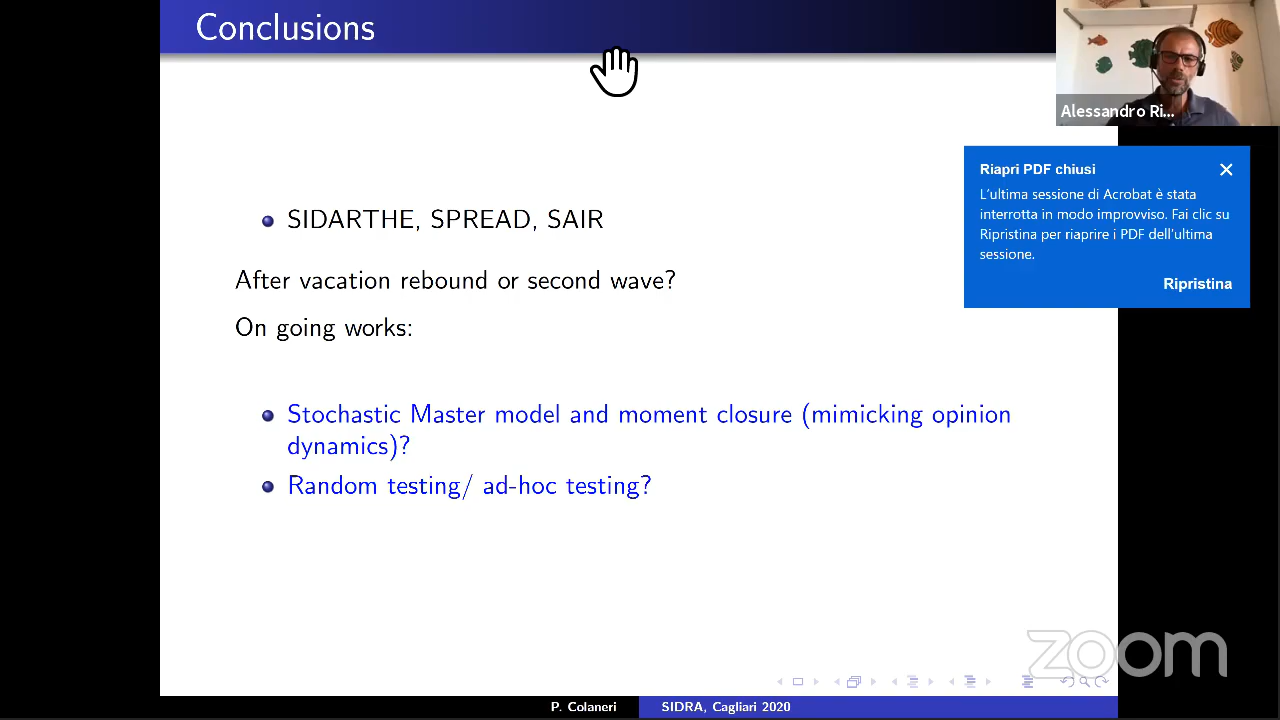 Conclusions
Alessandro Ri...
Riapri PDF chiusi
L'ultima sessione di Acrobat è stata
interrotta in modo improvviso. Fai clic su
Ripristina per riaprire i PDF dell'ultima
sessione.
Ripristina
SIDARTHE, SPREAD, SAIR
After vacation rebound or second wave?
On going works:
Stochastic Master model and moment closure (mimicking opinion
dynamics)?
Random testing/ ad-hoc testing?
zoom
P. Colaneri
SIDRA, Cagliari 2020